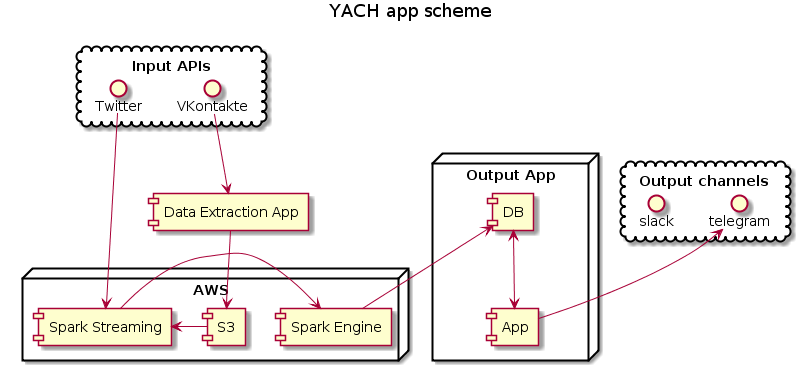 YACH app scheme
Input APIs
Twitter
VKontakte
Data Extraction App
AWS
Spark Streaming
S3
Spark Engine
Output App
DB
App
Output channels
slack
telegram